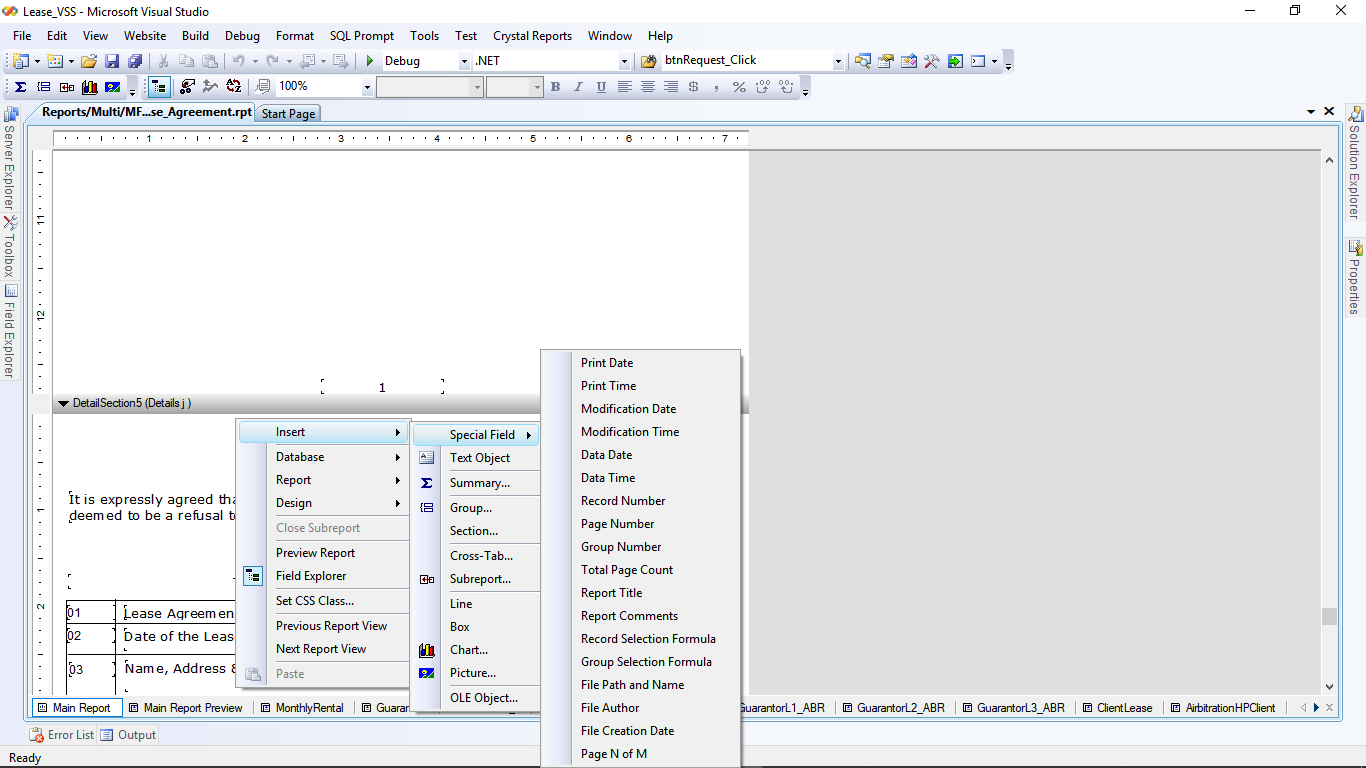 Lease_VSS - Microsoft Visual Studio
File Edit View Website Build Debug Format SQL Prompt Tools Test Crystal Reports Window Help
Debug .NET btnRequest_Click
100% B I U $ , %
Reports/Multi/MF...se_Agreement.rpt Start Page
Server Explorer
Toolbox
Field Explorer
Solution Explorer
Properties
1 2 3 4 5 6 7
11
12
1
DetailSection5 (Details j )
It is expressly agreed tha
deemed to be a refusal t
1
2
01 Lease Agreemen
02 Date of the Leas
03 Name, Address &
Insert
Database
Report
Design
Close Subreport
Preview Report
Field Explorer
Set CSS Class...
Previous Report View
Next Report View
Paste
Special Field
Text Object
Summary...
Group...
Section...
Cross-Tab...
Subreport...
Line
Box
Chart...
Picture...
OLE Object...
Print Date
Print Time
Modification Date
Modification Time
Data Date
Data Time
Record Number
Page Number
Group Number
Total Page Count
Report Title
Report Comments
Record Selection Formula
Group Selection Formula
File Path and Name
File Author
File Creation Date
Page N of M
Main Report Main Report Preview MonthlyRental Guaran uarantorL1_ABR GuarantorL2_ABR GuarantorL3_ABR ClientLease AirbitrationHPClient
Error List Output
Ready